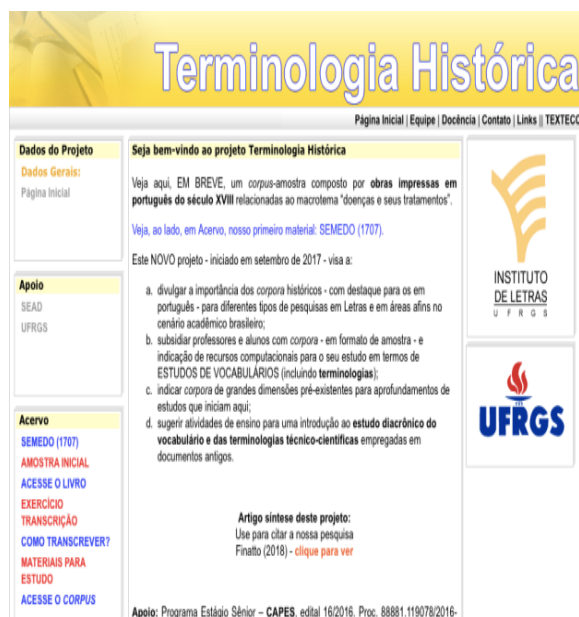 Terminologia Histórica
Página Inicial | Equipe | Docência | Contato | Links || TEXTECC
Dados do Projeto
Dados Gerais:
Página Inicial
Apoio
SEAD
UFRGS
Acervo
SEMEDO (1707)
AMOSTRA INICIAL
ACESSE O LIVRO
EXERCÍCIO
TRANSCRIÇÃO
COMO TRANSCREVER?
MATERIAIS PARA
ESTUDO
ACESSE O CORPUS
Seja bem-vindo ao projeto Terminologia Histórica
Veja aqui, EM BREVE, um corpus-amostra composto por obras impressas em
português do século XVIII relacionadas ao macrotema "doenças e seus tratamentos".
Veja, ao lado, em Acervo, nosso primeiro material: SEMEDO (1707).
Este NOVO projeto - iniciado em setembro de 2017 - visa a:
a. divulgar a importância dos corpora históricos - com destaque para os em
português - para diferentes tipos de pesquisas em Letras e em áreas afins no
cenário acadêmico brasileiro;
b. subsidiar professores e alunos com corpora - em formato de amostra - e
indicação de recursos computacionais para o seu estudo em termos de
ESTUDOS DE VOCABULÁRIOS (incluindo terminologias);
c. indicar corpora de grandes dimensões pré-existentes para aprofundamentos de
estudos que iniciam aqui;
d. sugerir atividades de ensino para uma introdução ao estudo diacrônico do
vocabulário e das terminologias técnico-científicas empregadas em
documentos antigos.
Artigo síntese deste projeto:
Use para citar a nossa pesquisa
Finatto (2018) - clique para ver
Apoio: Programa Estágio Sênior – CAPES, edital 16/2016. Proc. 88881.119078/2016-
INSTITUTO
DE LETRAS
U F R G S
UFRGS